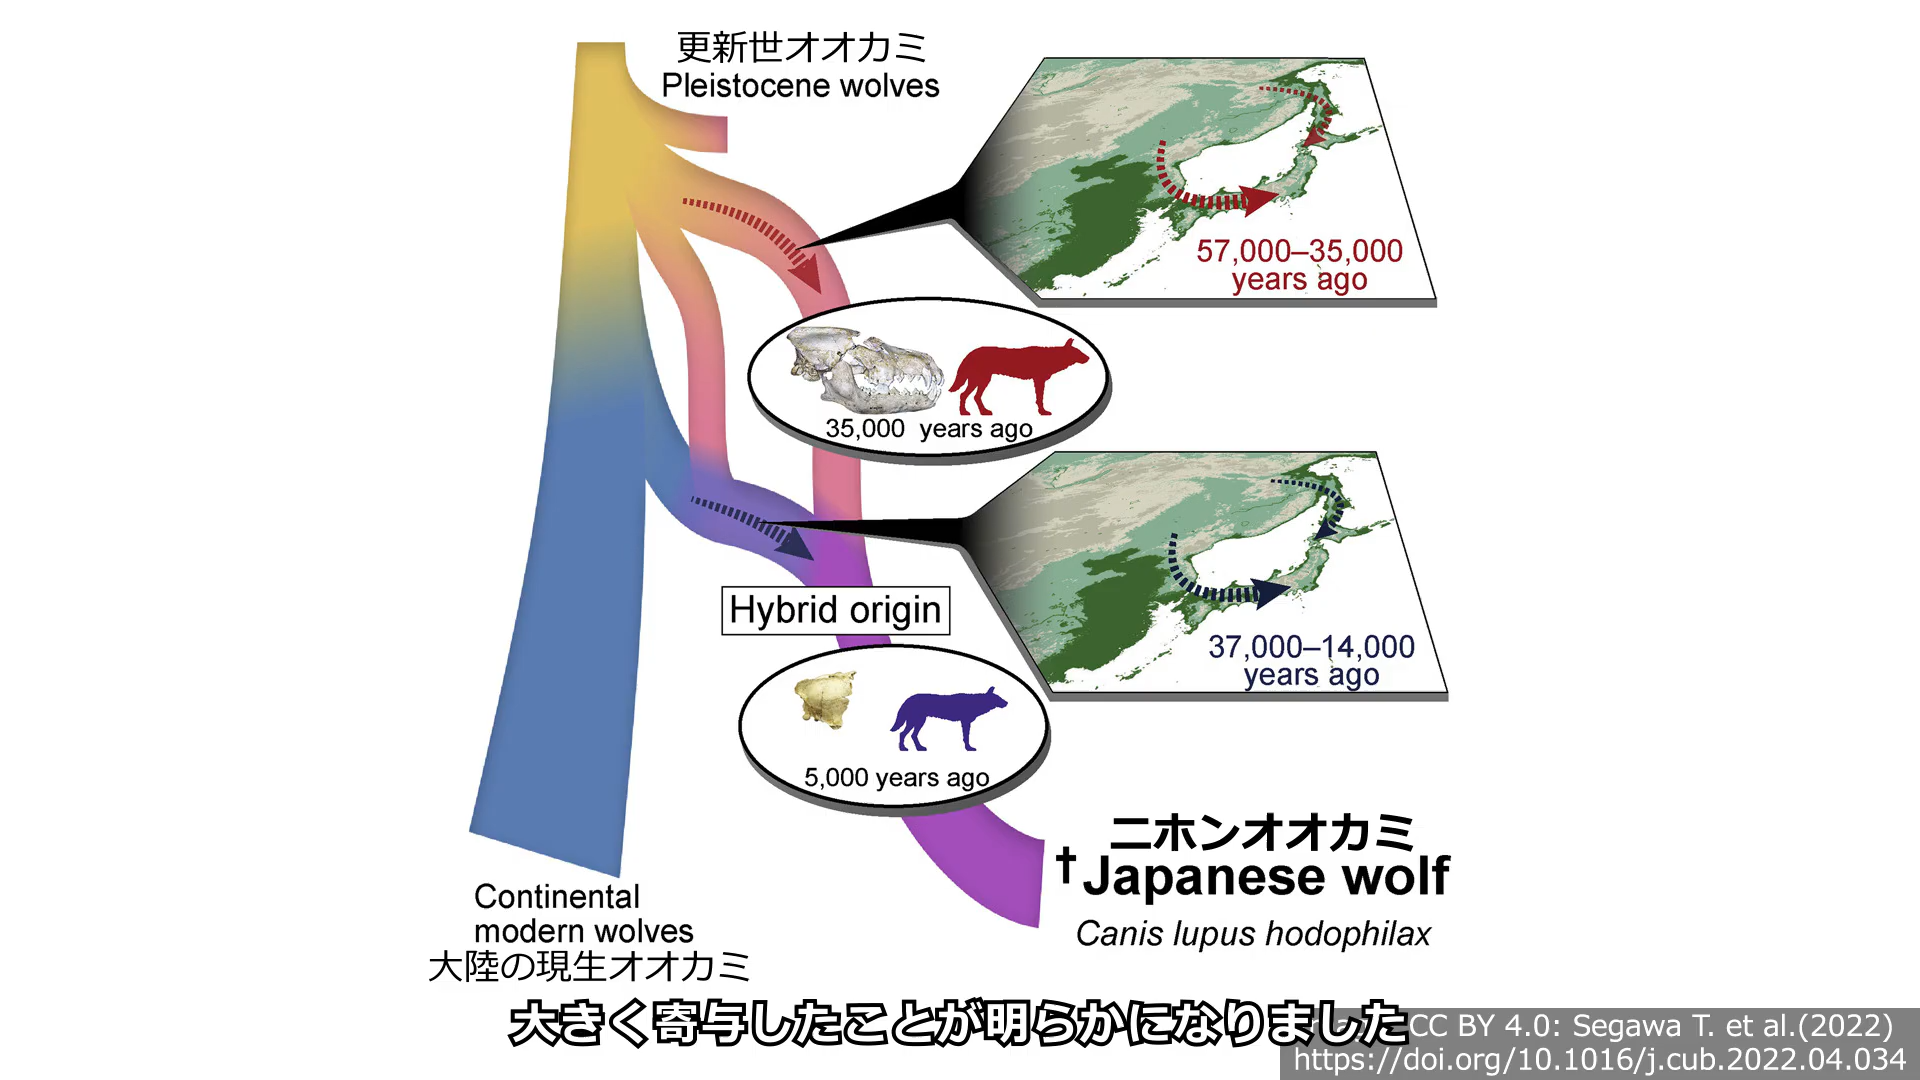 更新世オオカミ
Pleistocene wolves
57,000–35,000
years ago
35,000 years ago
37,000–14,000
years ago
Hybrid origin
5,000 years ago
ニホンオオカミ
†Japanese wolf
Canis lupus hodophilax
Continental
modern wolves
大陸の現生オオカミ
大きく寄与したことが明らかになりました
CC BY 4.0: Segawa T. et al.(2022)
https://doi.org/10.1016/j.cub.2022.04.034